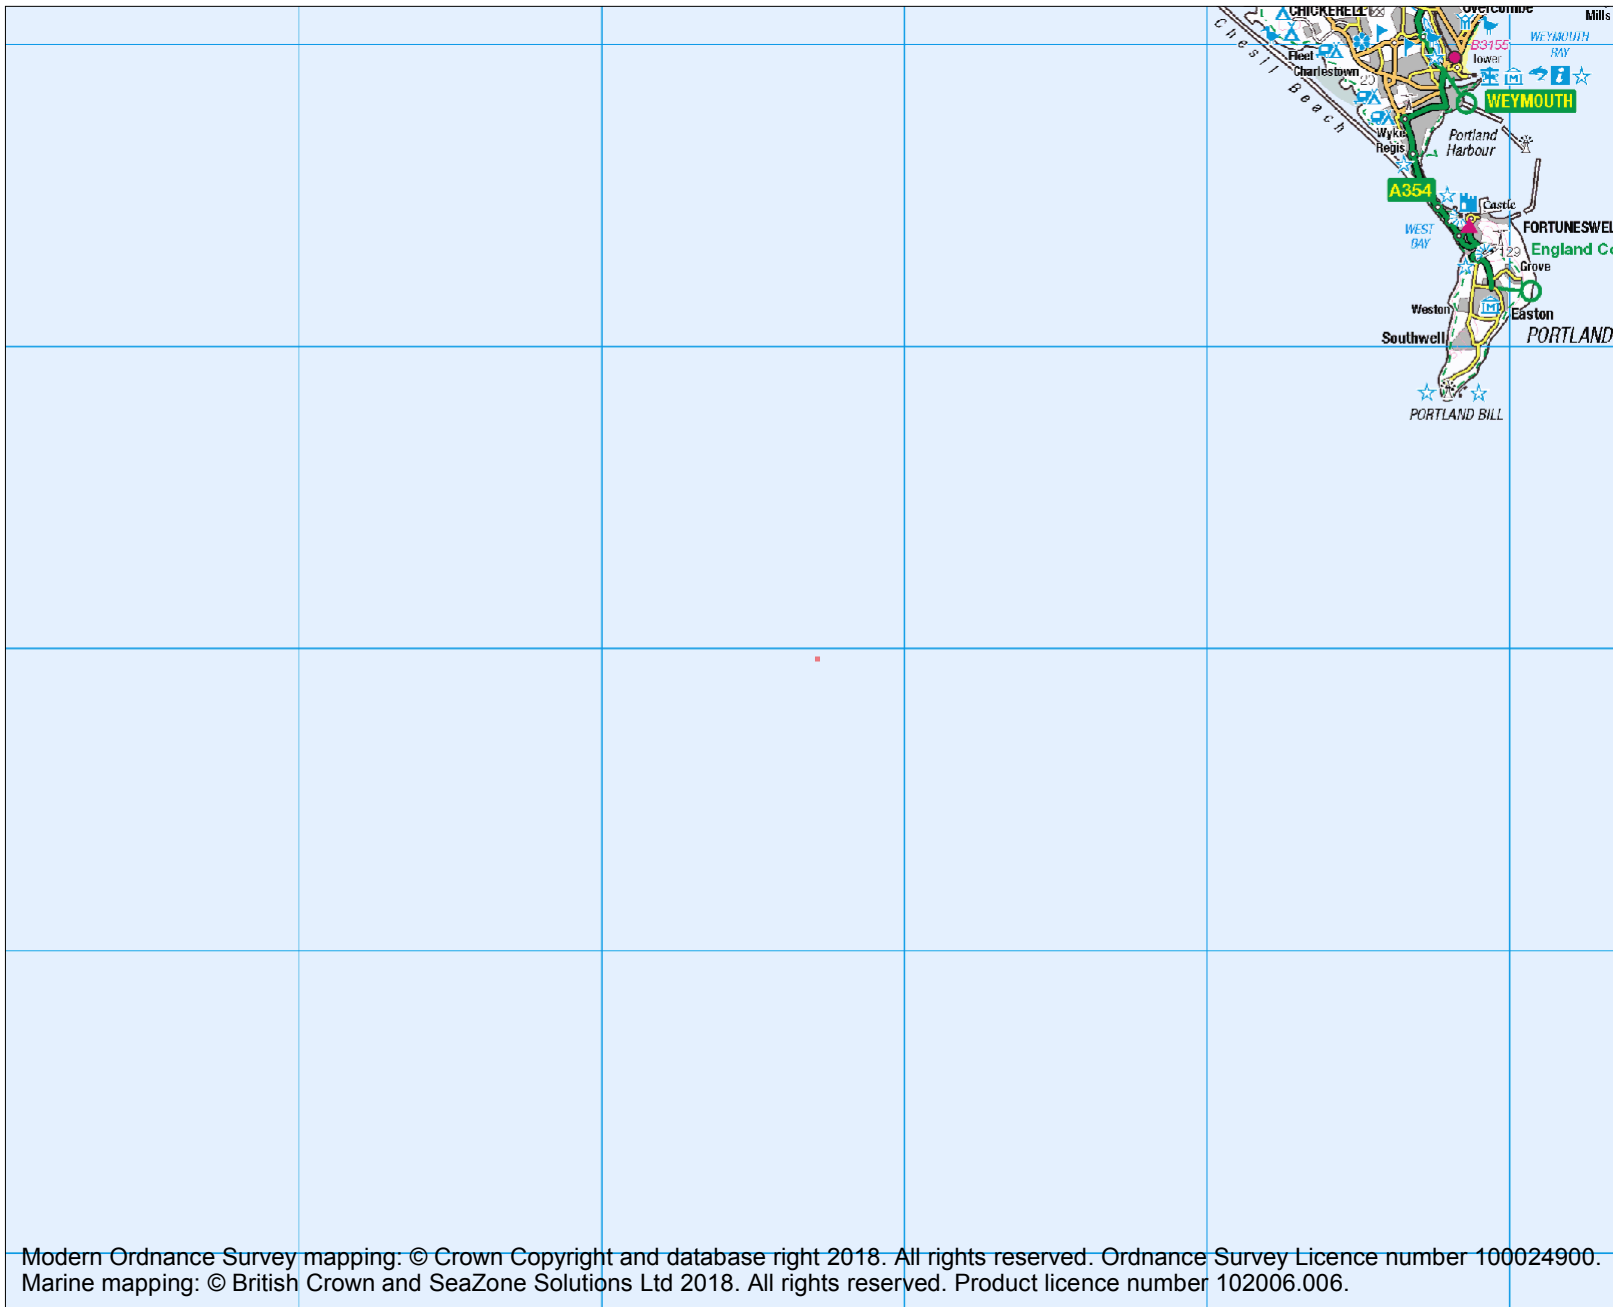 CHICKERELL
Overcombe
Mills
Chesil Beach
Fleet
B3155
WEYMOUTH
BAY
Tower
Charlestown
20
WEYMOUTH
Wyke
Regis
Portland
Harbour
A354
Castle
WEST
BAY
FORTUNESWEL
129
England Co
Grove
Weston
Easton
Southwell
PORTLAND
PORTLAND BILL
Modern Ordnance Survey mapping: © Crown Copyright and database right 2018. All rights reserved. Ordnance Survey Licence number 100024900.
Marine mapping: © British Crown and SeaZone Solutions Ltd 2018. All rights reserved. Product licence number 102006.006.